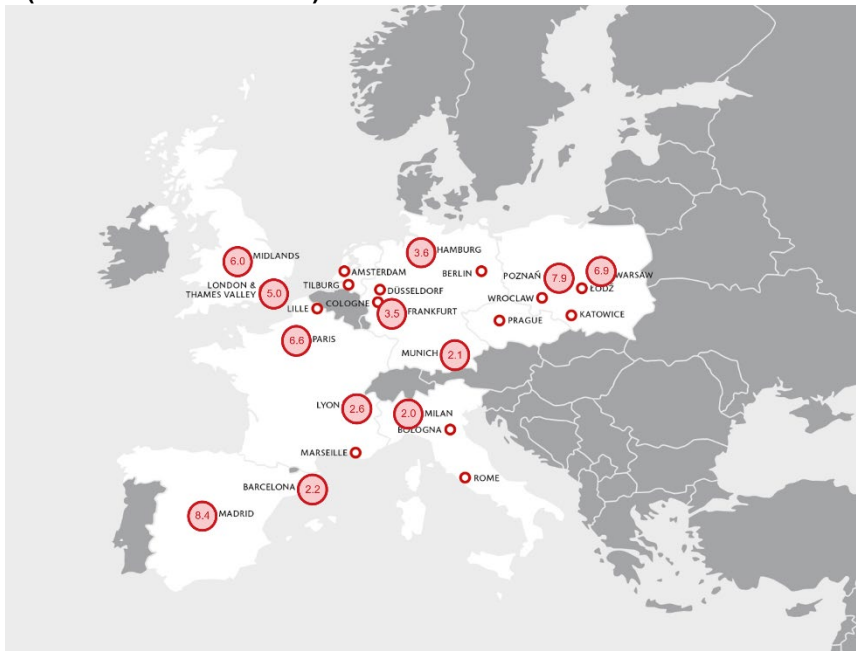 6.0 MIDLANDS
LONDON &
THAMES VALLEY 5.0
LILLE
AMSTERDAM
TILBURG
DÜSSELDORF
COLOGNE
3.5 FRANKFURT
3.6 HAMBURG
BERLIN
POZNAŃ 7.9
6.9 WARSAW
ŁÓDŹ
WROCLAW
KATOWICE
PRAGUE
6.6 PARIS
MUNICH 2.1
LYON 2.6
2.0 MILAN
BOLOGNA
MARSEILLE
ROME
BARCELONA 2.2
8.4 MADRID